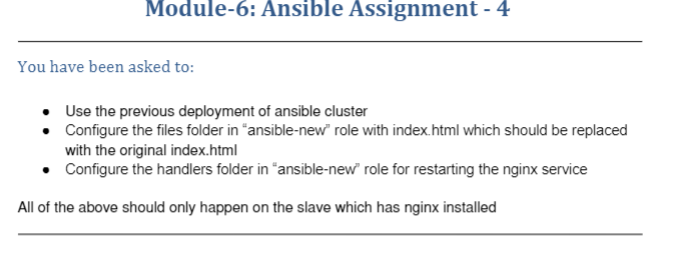 Module-6: Ansible Assignment - 4
You have been asked to:
• Use the previous deployment of ansible cluster
• Configure the files folder in "ansible-new" role with index.html which should be replaced
with the original index.html
• Configure the handlers folder in "ansible-new" role for restarting the nginx service
All of the above should only happen on the slave which has nginx installed